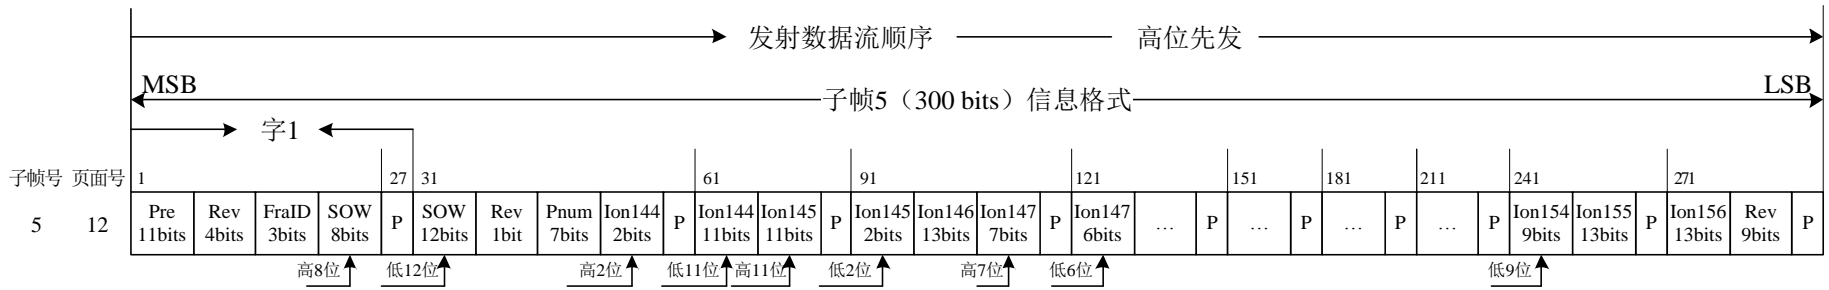 发射数据流顺序 高位先发
MSB LSB
子帧5（300 bits）信息格式
字1
子帧号 页面号 1 27 31 61 91 121 151 181 211 241 271
5 12
Pre
11bits
Rev
4bits
FraID
3bits
SOW
8bits
P
SOW
12bits
Rev
1bit
Pnum
7bits
Ion144
2bits
P
Ion144
11bits
Ion145
11bits
P
Ion145
2bits
Ion146
13bits
Ion147
7bits
P
Ion147
6bits
…
P
…
P
…
P
…
P
Ion154
9bits
Ion155
13bits
P
Ion156
13bits
Rev
9bits
P
高8位 低12位 高2位 低11位 高11位 低2位 高7位 低6位 低9位